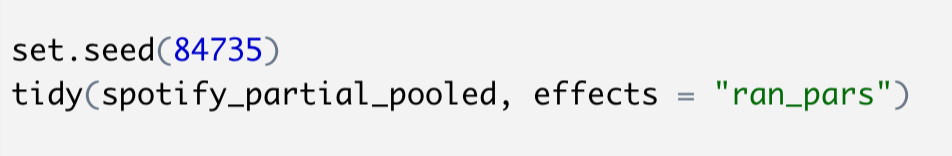 set.seed(84735)
tidy(spotify_partial_pooled, effects = "ran_pars")